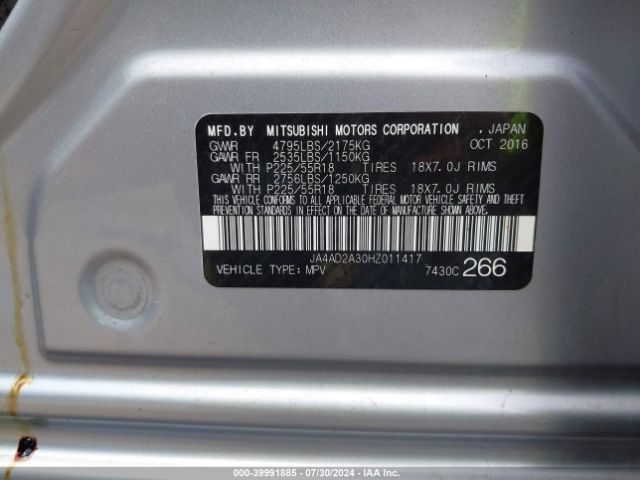 MFD.BY MITSUBISHI MOTORS CORPORATION , JAPAN
GVWR 4795LBS/2175KG OCT 2016
GAWR FR 2535LBS/1150KG
WITH P225/55R18 TIRES 18X7.0J RIMS
GAWR RR 2756LBS/1250KG
WITH P225/55R18 TIRES 18X7.0J RIMS
THIS VEHICLE CONFORMS TO ALL APPLICABLE FEDERAL MOTOR VEHICLE SAFETY AND THEFT
PREVENTION STANDARDS IN EFFECT ON THE DATE OF MANUFACTURE SHOWN ABOVE.
JA4AD2A30HZ011417
VEHICLE TYPE: MPV 7430C 266
000-39991885 / 07/30/2024 - IAA, Inc.